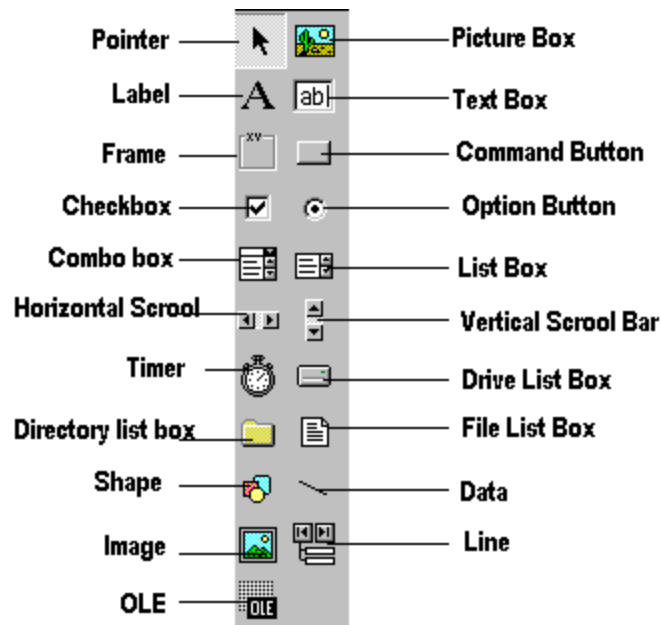 Pointer Picture Box
Label A ab Text Box
xv
Frame Command Button
Checkbox Option Button
Combo box List Box
Horizontal Scrool Vertical Scrool Bar
Timer Drive List Box
Directory list box File List Box
Shape Data
Image Line
OLE OLE